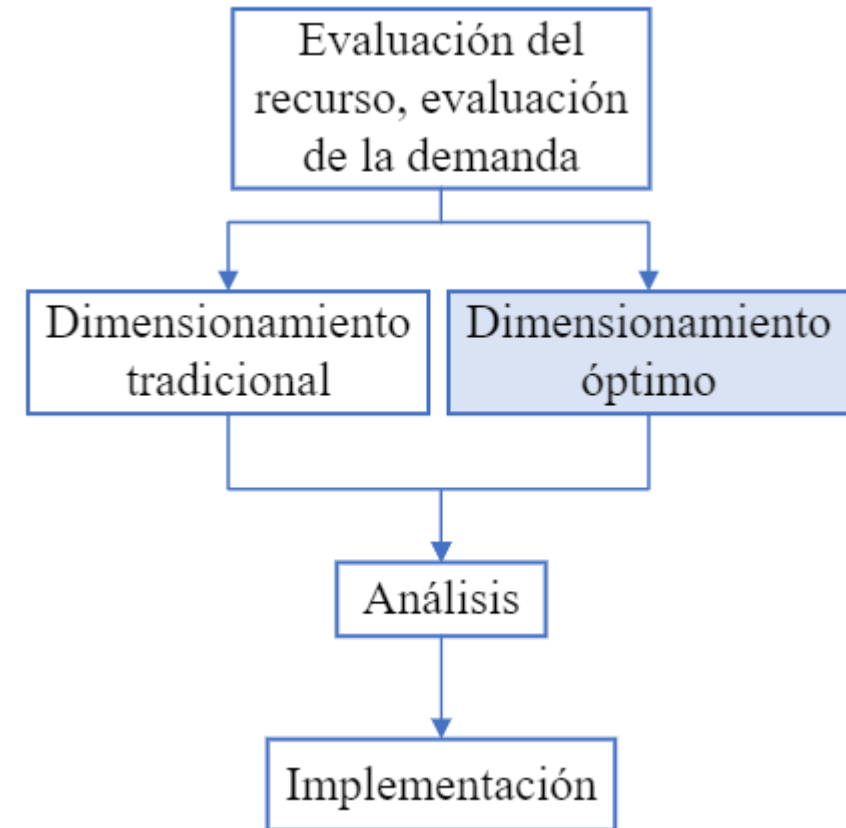 Evaluación del
recurso, evaluación
de la demanda
Dimensionamiento
tradicional
Dimensionamiento
óptimo
Análisis
Implementación